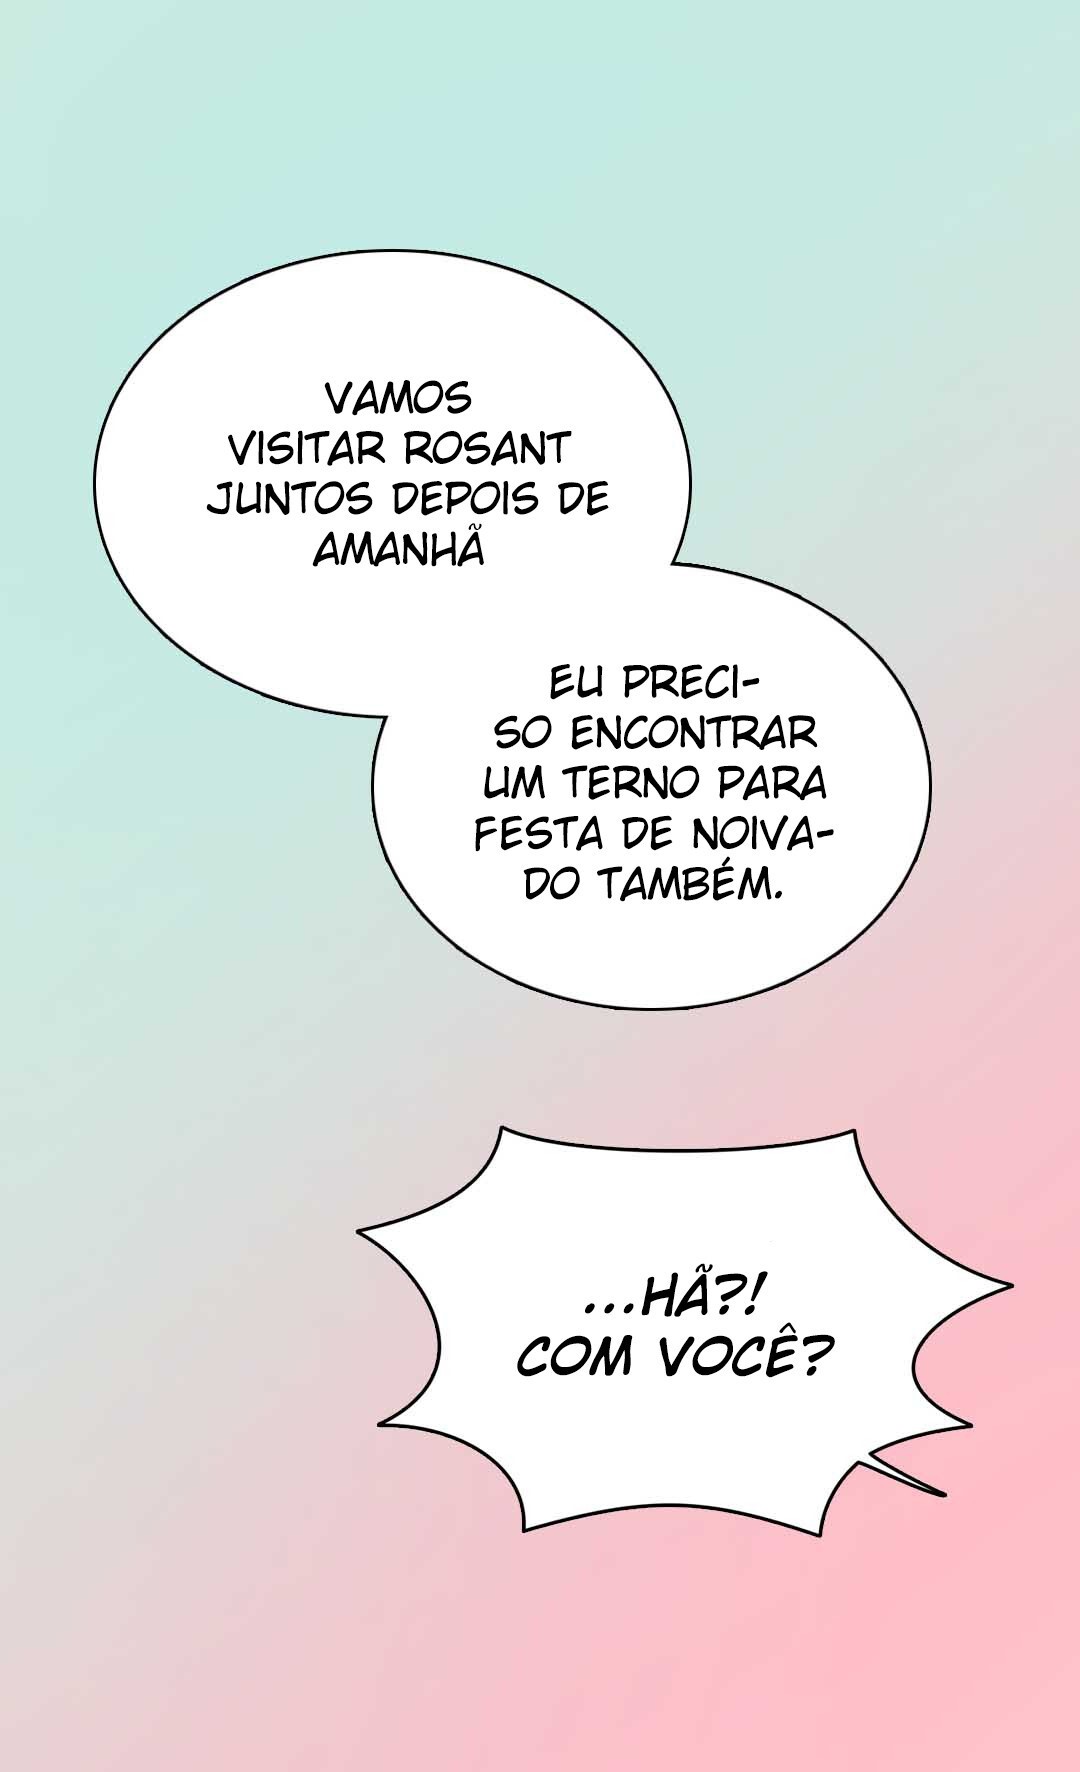 VAMOS
VISITAR ROSANT
JUNTOS DEPOIS DE
AMANHÃ
EU PRECI-
SO ENCONTRAR
UM TERNO PARA
FESTA DE NOIVA-
DO TAMBÉM.
...HÃ?!
COM VOCÊ?